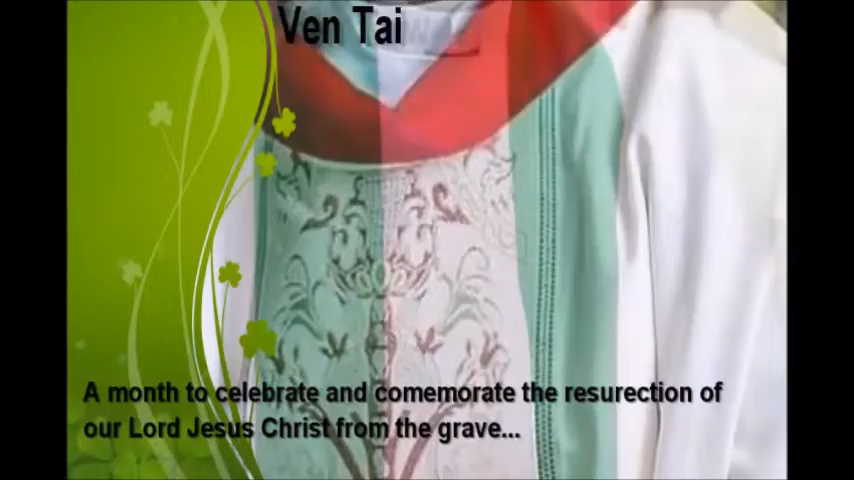 Ven Tai
A month to celebrate and comemorate the resurection of
our Lord Jesus Christ from the grave...